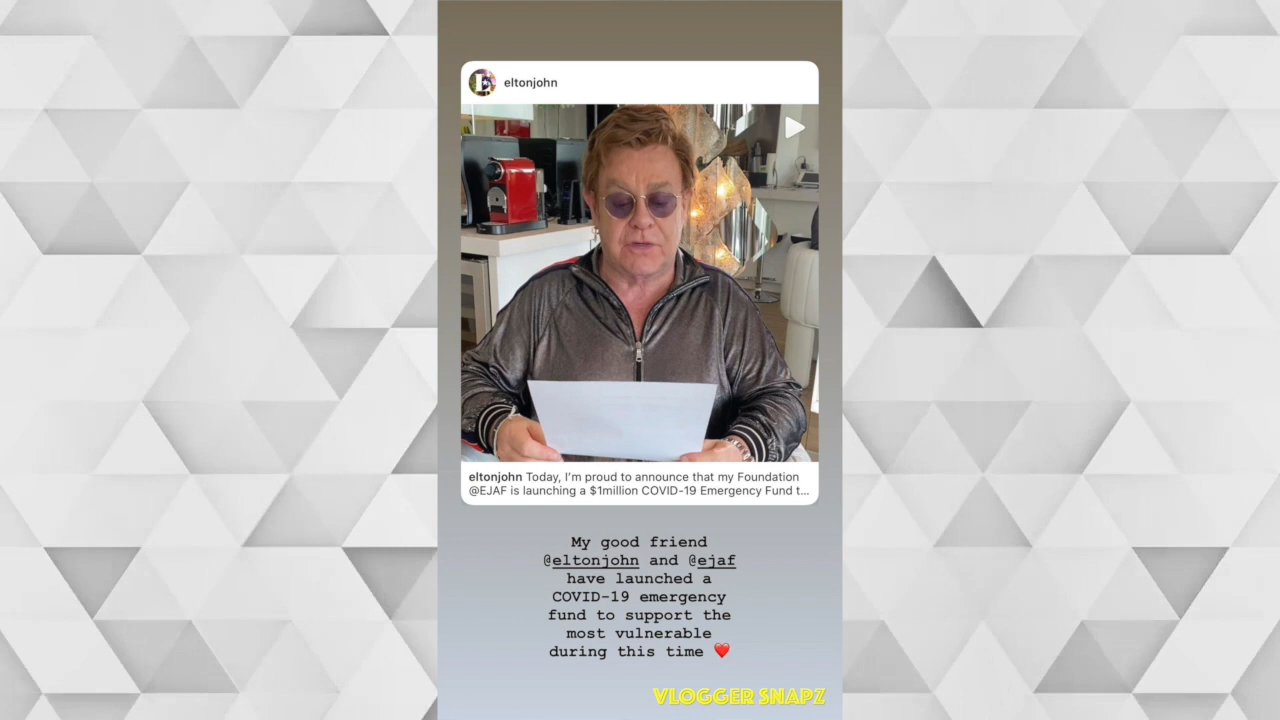 eltonjohn
eltonjohn Today, I'm proud to announce that my Foundation
@EJAF is launching a $1million COVID-19 Emergency Fund t...
My good friend
@eltonjohn and @ejaf
have launched a
COVID-19 emergency
fund to support the
most vulnerable
during this time ❤️
VLOGGER SNAPZ